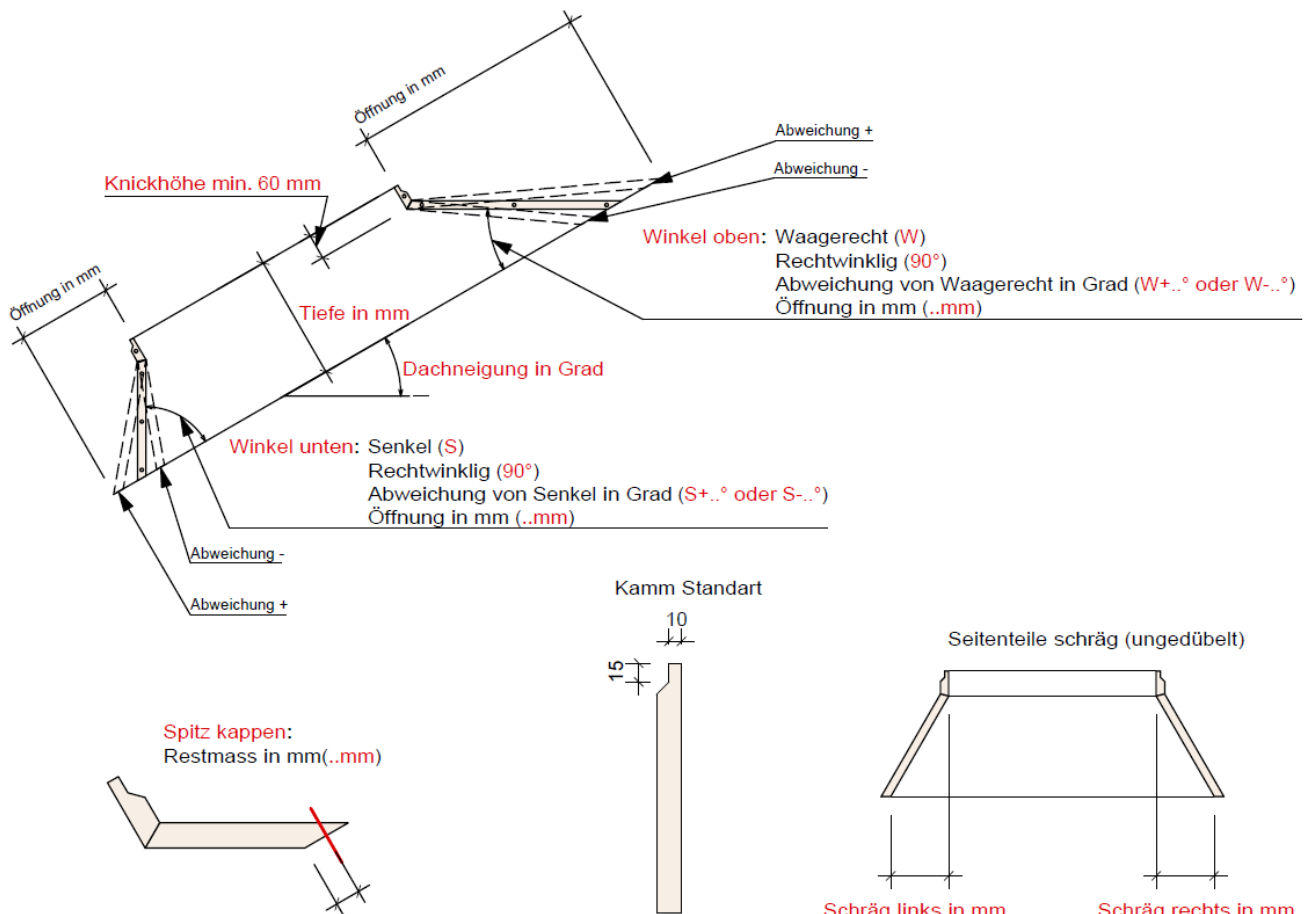 Öffnung in mm
Abweichung +
Abweichung -
Knickhöhe min. 60 mm
Winkel oben: Waagerecht (W)
Rechtwinklig (90°)
Abweichung von Waagerecht in Grad (W+..° oder W-..°)
Öffnung in mm (..mm)
Öffnung in mm
Tiefe in mm
Dachneigung in Grad
Winkel unten: Senkel (S)
Rechtwinklig (90°)
Abweichung von Senkel in Grad (S+..° oder S-..°)
Öffnung in mm (..mm)
Abweichung -
Abweichung +
Kamm Standart
10
15
Seitenteile schräg (ungedübelt)
Spitz kappen:
Restmass in mm(..mm)
Schräg links in mm
Schräg rechts in mm